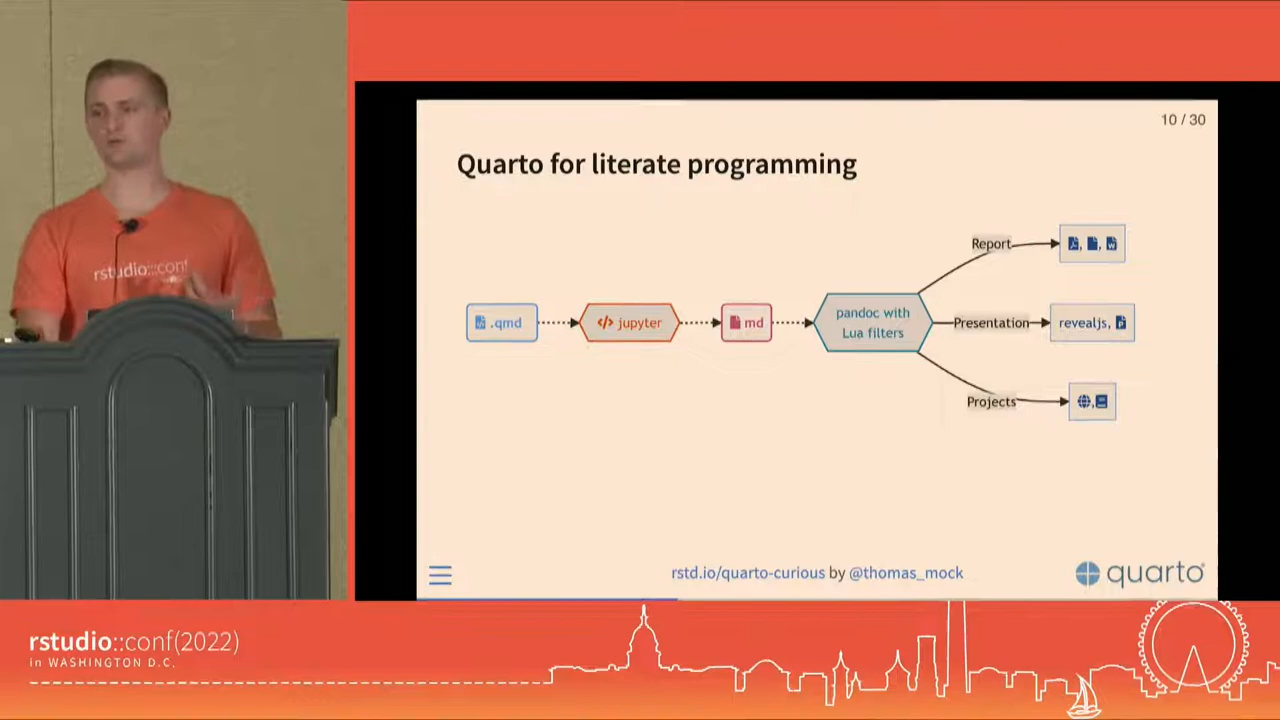 rstudio::conf
10 / 30
Quarto for literate programming
.qmd
</> jupyter
md
pandoc with
Lua filters
Report
, ,
Presentation
revealjs,
Projects
,
rstd.io/quarto-curious by @thomas_mock
quarto
rstudio::conf(2022)
in WASHINGTON D.C.